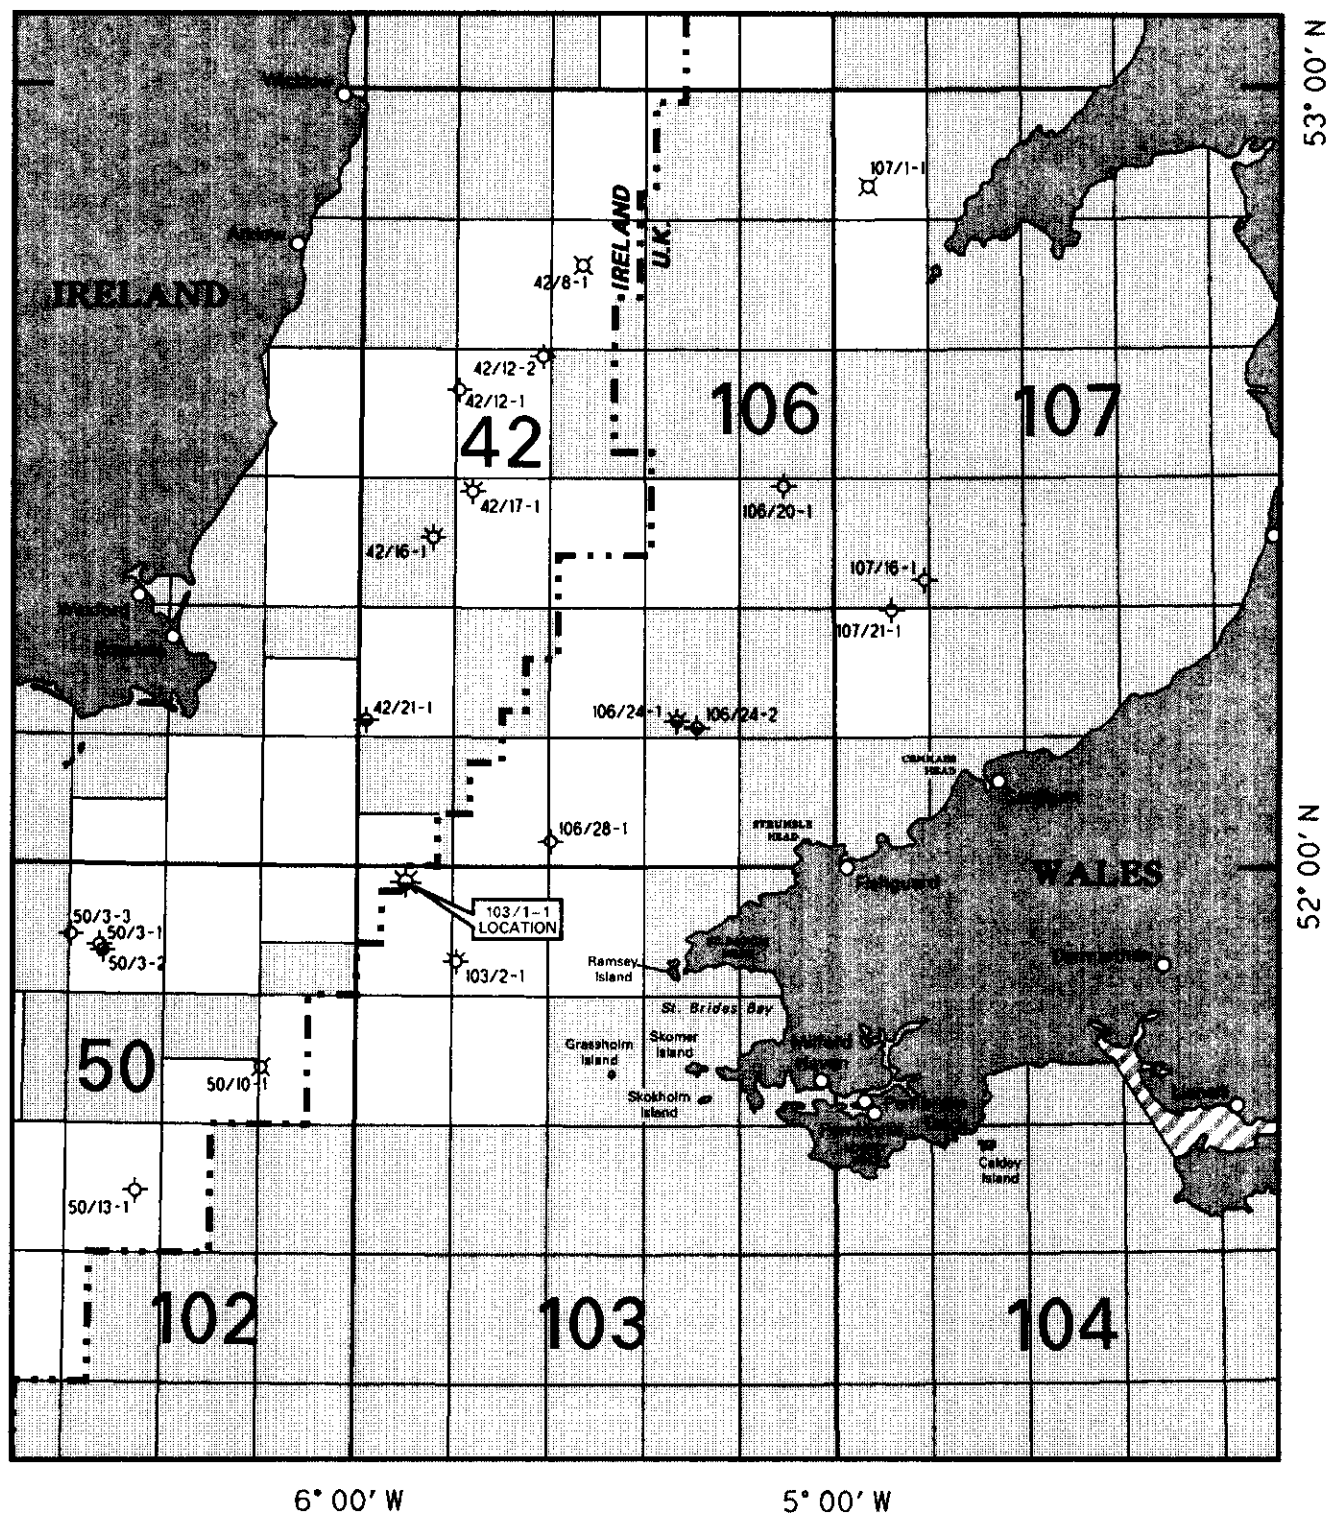 53° 00' N
Wicklow
107/1-1
Arklow
IRELAND
U.K.
42/8-1
IRELAND
42/12-2
42/12-1
106
107
42
42/17-1
106/20-1
42/16-1
107/16-1
Wexford
107/21-1
42/21-1
106/24-1
106/24-2
HEAD
STRUMBLE
HEAD
106/28-1
52° 00' N
Fishguard
WALES
50/3-3
50/3-1
50/3-2
103/1-1
LOCATION
103/2-1
Ramsey
Island
St. Brides Bay
50
50/10-1
Grassholm
Island
Skomer
Island
Milford
Haven
Skokholm
Island
Caldey
Island
50/13-1
102
103
104
6° 00' W
5° 00' W